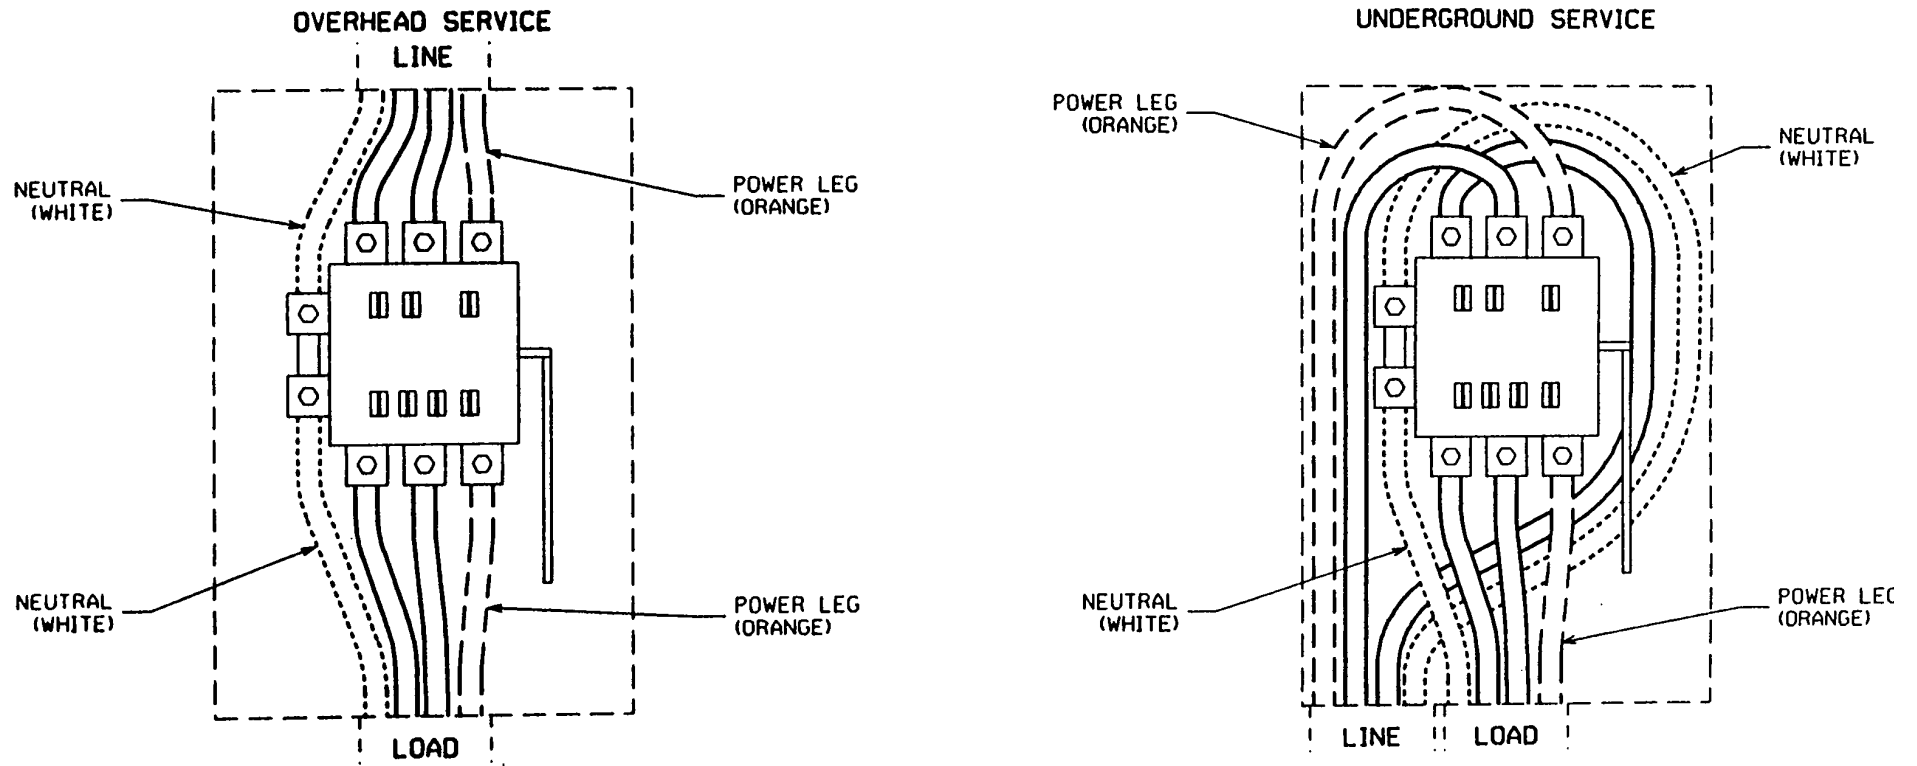 OVERHEAD SERVICE
LINE
NEUTRAL
(WHITE)
POWER LEG
(ORANGE)
NEUTRAL
(WHITE)
POWER LEG
(ORANGE)
LOAD
UNDERGROUND SERVICE
POWER LEG
(ORANGE)
NEUTRAL
(WHITE)
NEUTRAL
(WHITE)
POWER LEG
(ORANGE)
LINE
LOAD